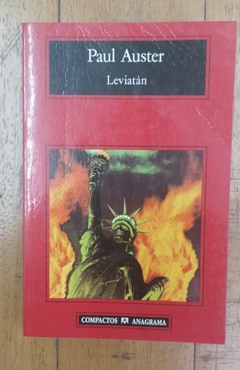 Paul Auster
Leviatán
COMPACTOS ANAGRAMA